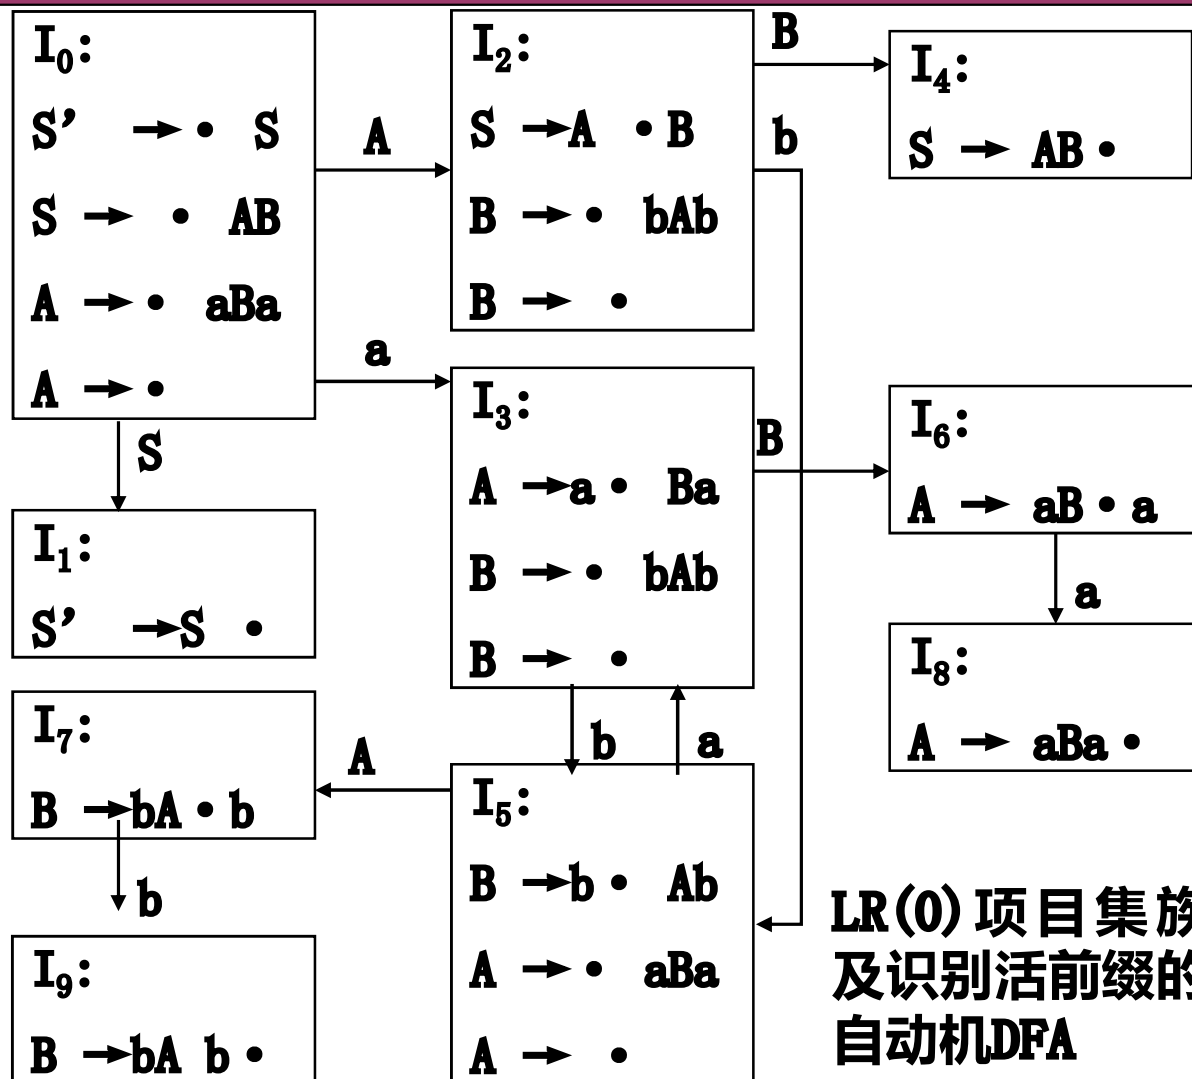 I₀:
S' → • S
S → • AB
A → • aBa
A → •
A
a
S
I₁:
S' → S •
I₂:
S → A • B
B → • bAb
B → •
B
b
I₃:
A → a • Ba
B → • bAb
B → •
B
b
a
I₄:
S → AB •
I₆:
A → aB • a
a
I₈:
A → aBa •
I₇:
B → bA • b
b
A
I₅:
B → b • Ab
A → • aBa
A → •
I₉:
B → bA b •
LR(0)项目集族
及识别活前缀的
自动机DFA